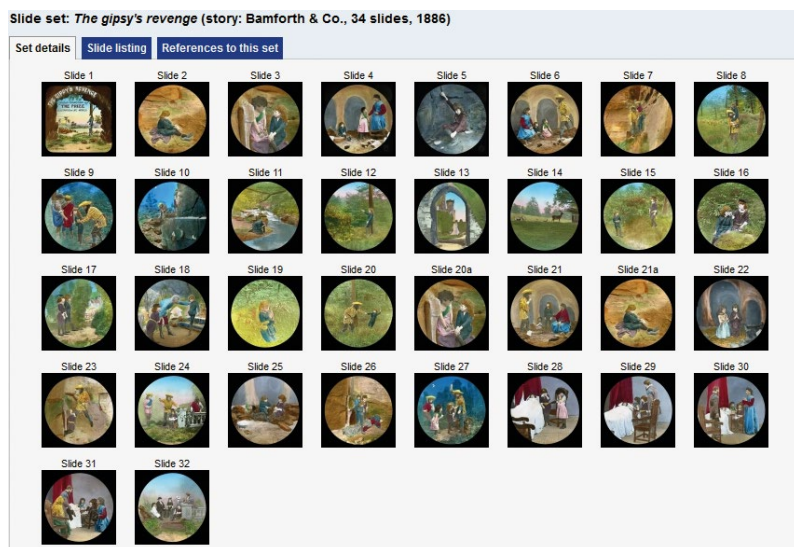 Slide set: The gipsy's revenge (story: Bamforth & Co., 34 slides, 1886)
Set details Slide listing References to this set
Slide 1 Slide 2 Slide 3 Slide 4 Slide 5 Slide 6 Slide 7 Slide 8
THE GIPSY'S REVENGE
Slide 9 Slide 10 Slide 11 Slide 12 Slide 13 Slide 14 Slide 15 Slide 16
Slide 17 Slide 18 Slide 19 Slide 20 Slide 20a Slide 21 Slide 21a Slide 22
Slide 23 Slide 24 Slide 25 Slide 26 Slide 27 Slide 28 Slide 29 Slide 30
Slide 31 Slide 32